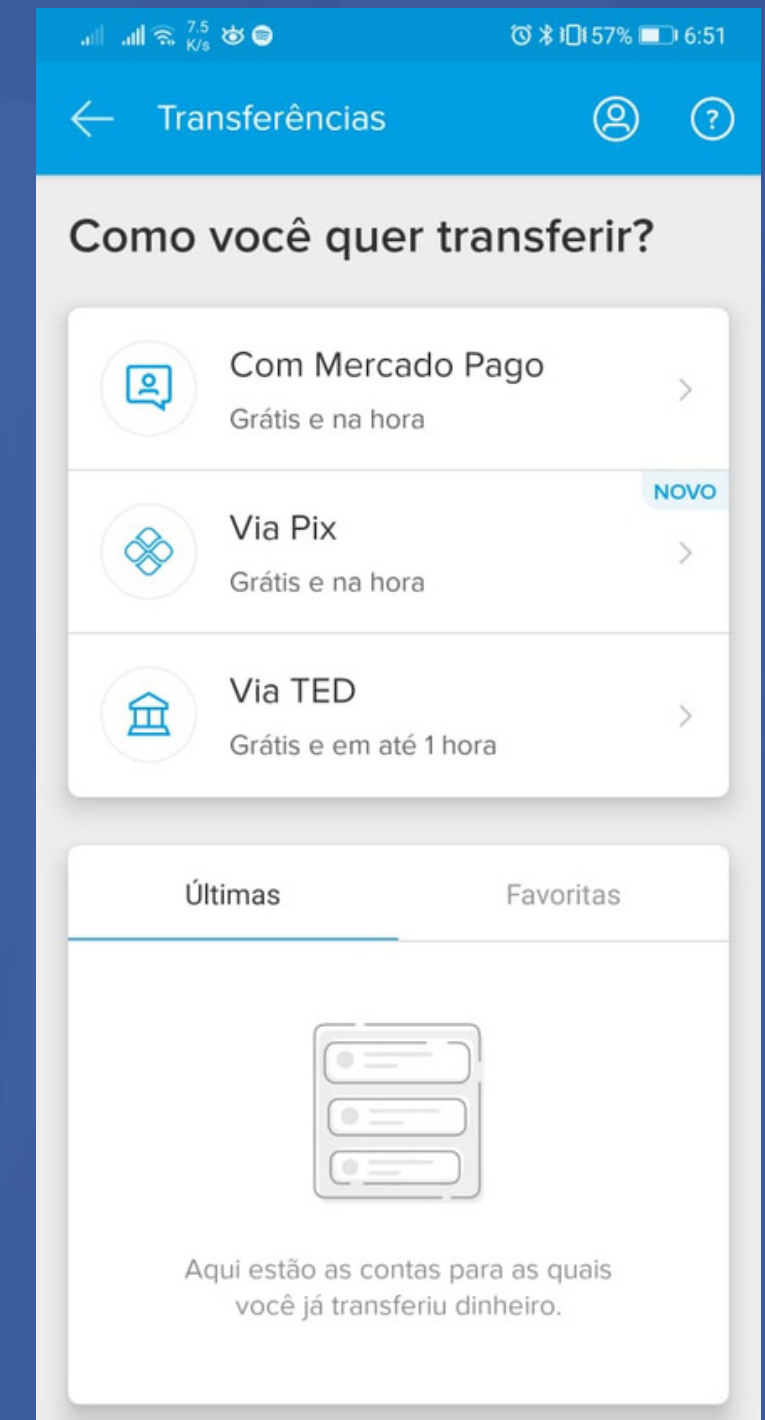 7.5
K/s
57% 6:51
Transferências
?
Como você quer transferir?
Com Mercado Pago
Grátis e na hora
NOVO
Via Pix
Grátis e na hora
Via TED
Grátis e em até 1 hora
Últimas
Favoritas
Aqui estão as contas para as quais
você já transferiu dinheiro.